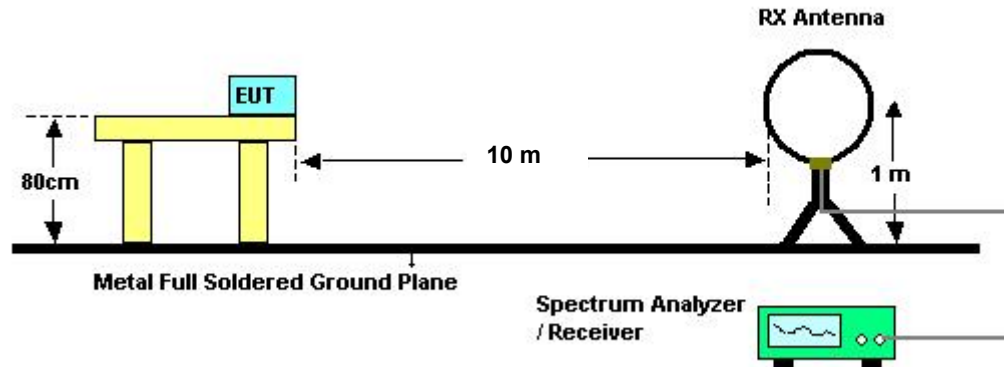 RX Antenna
EUT
10 m
80cm
1 m
Metal Full Soldered Ground Plane
Spectrum Analyzer
/ Receiver